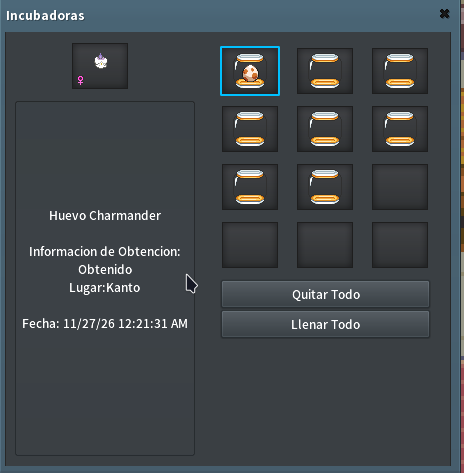 Incubadoras
Huevo Charmander
Informacion de Obtencion:
Obtenido
Lugar:Kanto
Fecha: 11/27/26 12:21:31 AM
Quitar Todo
Llenar Todo